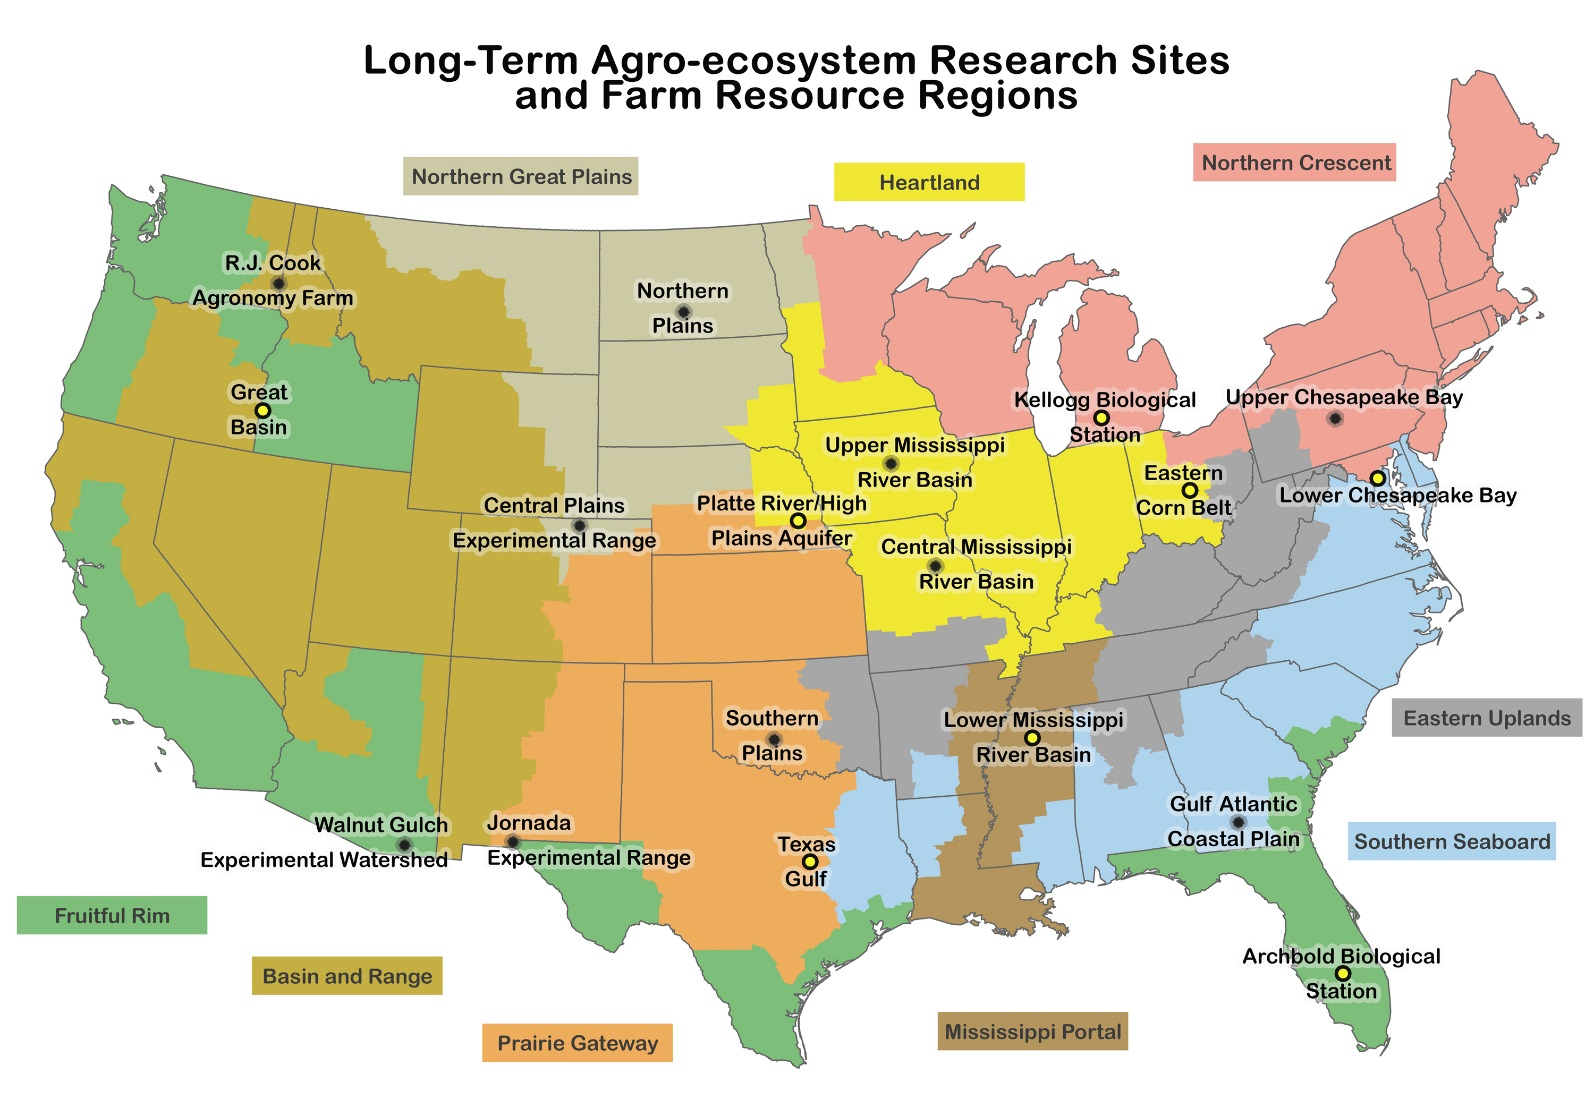 Long-Term Agro-ecosystem Research Sites
and Farm Resource Regions
Northern Great Plains
Heartland
Northern Crescent
R.J. Cook
Agronomy Farm
Northern
Plains
Great
Basin
Kellogg Biological
Station
Upper Chesapeake Bay
Upper Mississippi
River Basin
Eastern
Corn Belt
Lower Chesapeake Bay
Central Plains
Experimental Range
Platte River/High
Plains Aquifer
Central Mississippi
River Basin
Southern
Plains
Lower Mississippi
River Basin
Eastern Uplands
Walnut Gulch
Experimental Watershed
Jornada
Experimental Range
Texas
Gulf
Gulf Atlantic
Coastal Plain
Southern Seaboard
Fruitful Rim
Archbold Biological
Station
Basin and Range
Prairie Gateway
Mississippi Portal